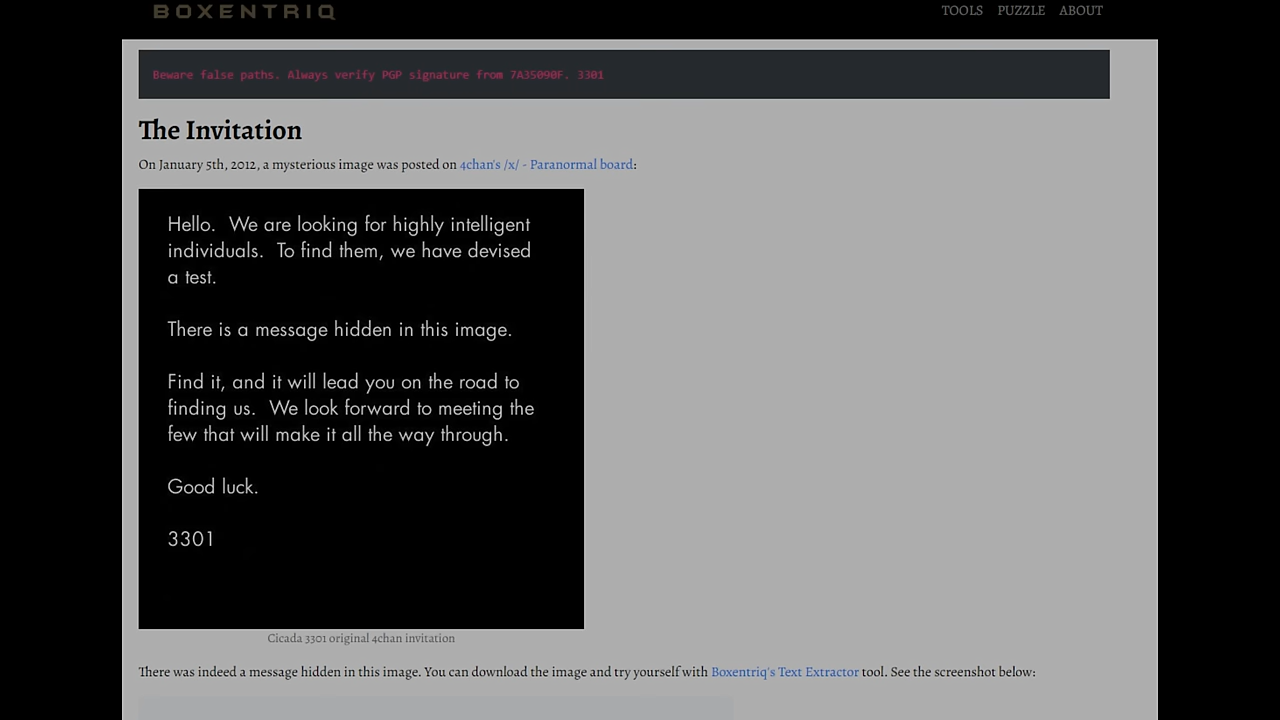 BOXENTRIQ
TOOLS PUZZLE ABOUT
Beware false paths. Always verify PGP signature from 7A35090F. 3301
The Invitation
On January 5th, 2012, a mysterious image was posted on 4chan's /x/ - Paranormal board:
Hello. We are looking for highly intelligent
individuals. To find them, we have devised
a test.
There is a message hidden in this image.
Find it, and it will lead you on the road to
finding us. We look forward to meeting the
few that will make it all the way through.
Good luck.
3301
Cicada 3301 original 4chan invitation
There was indeed a message hidden in this image. You can download the image and try yourself with Boxentriq's Text Extractor tool. See the screenshot below: